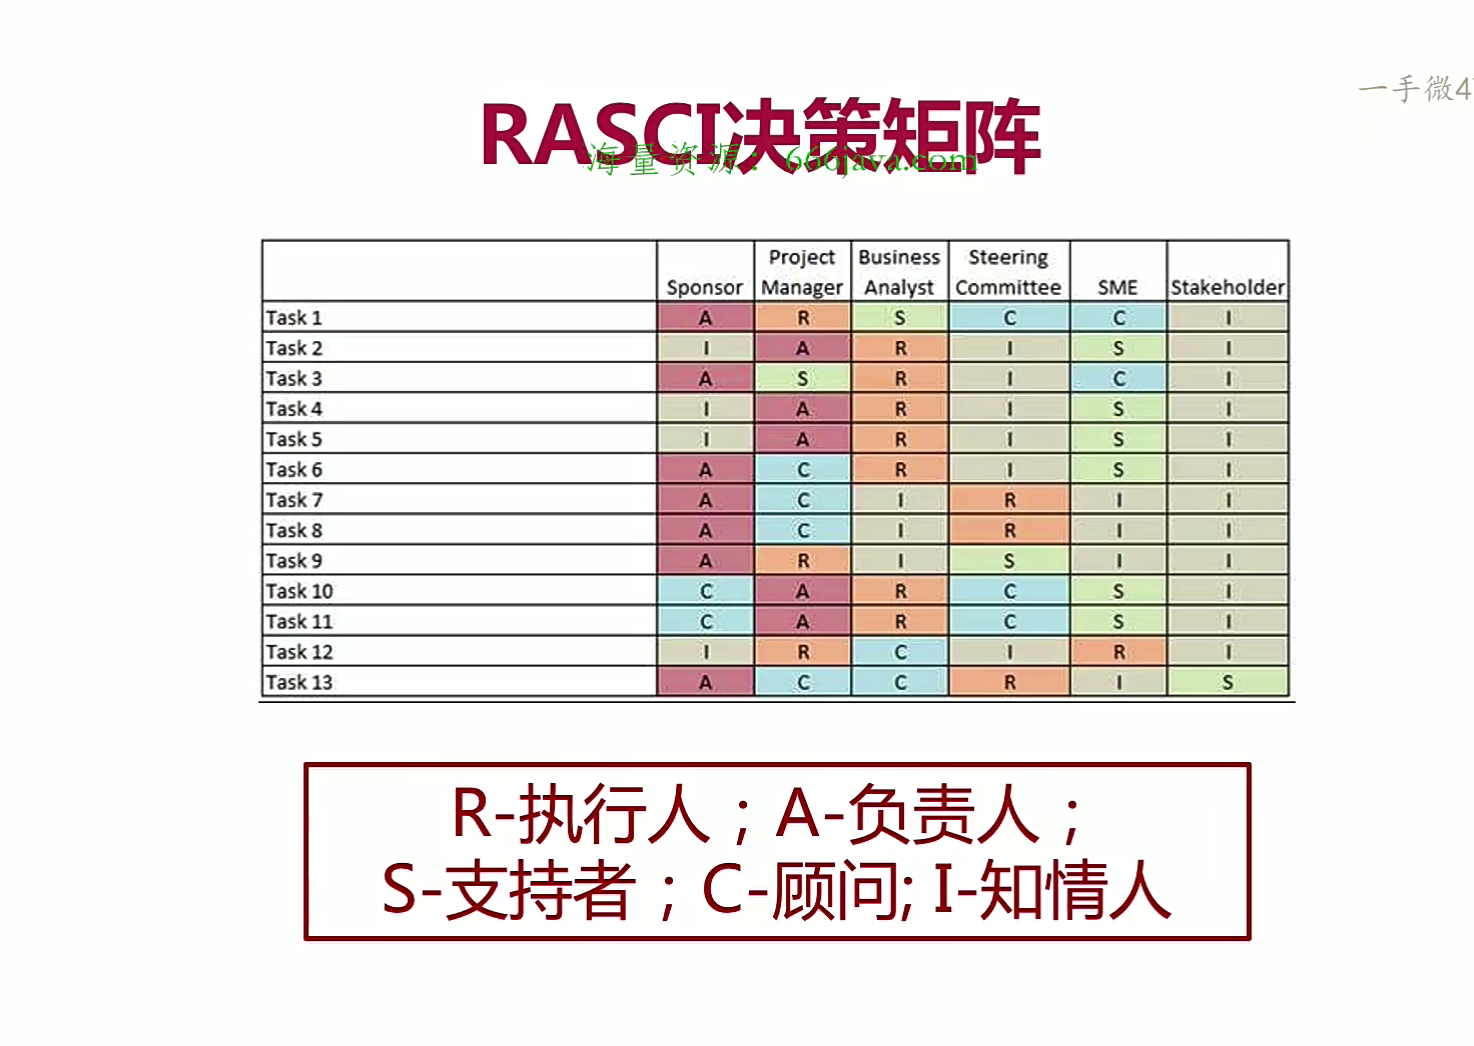 一手微4
RASCI决策矩阵
海量资源：666java.com
Sponsor Project Manager Business Analyst Steering Committee SME Stakeholder
Task 1 A R S C C I
Task 2 I A R I S I
Task 3 A S R I C I
Task 4 I A R I S I
Task 5 I A R I S I
Task 6 A C R I S I
Task 7 A C I R I I
Task 8 A C I R I I
Task 9 A R I S I I
Task 10 C A R C S I
Task 11 C A R C S I
Task 12 I R C I R I
Task 13 A C C R I S
R-执行人；A-负责人；
S-支持者；C-顾问; I-知情人